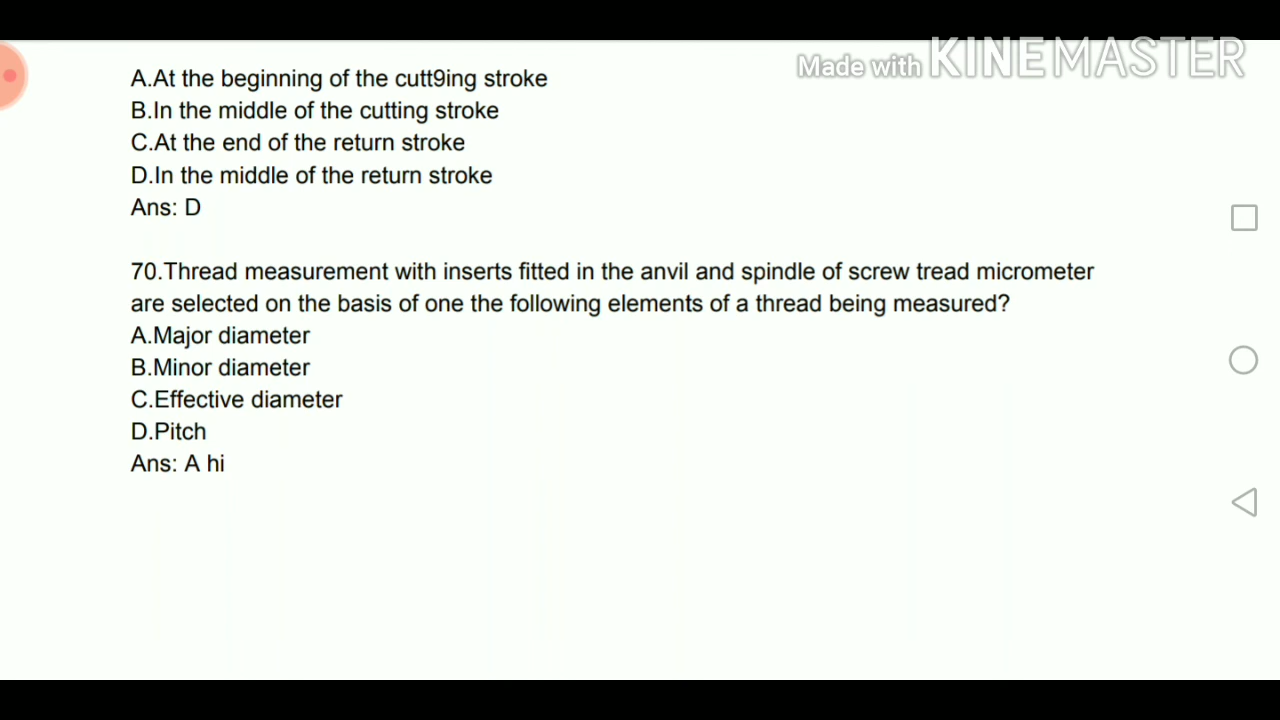 Made with KINEMASTER
A.At the beginning of the cutt9ing stroke
B.In the middle of the cutting stroke
C.At the end of the return stroke
D.In the middle of the return stroke
Ans: D
70.Thread measurement with inserts fitted in the anvil and spindle of screw tread micrometer
are selected on the basis of one the following elements of a thread being measured?
A.Major diameter
B.Minor diameter
C.Effective diameter
D.Pitch
Ans: A hi